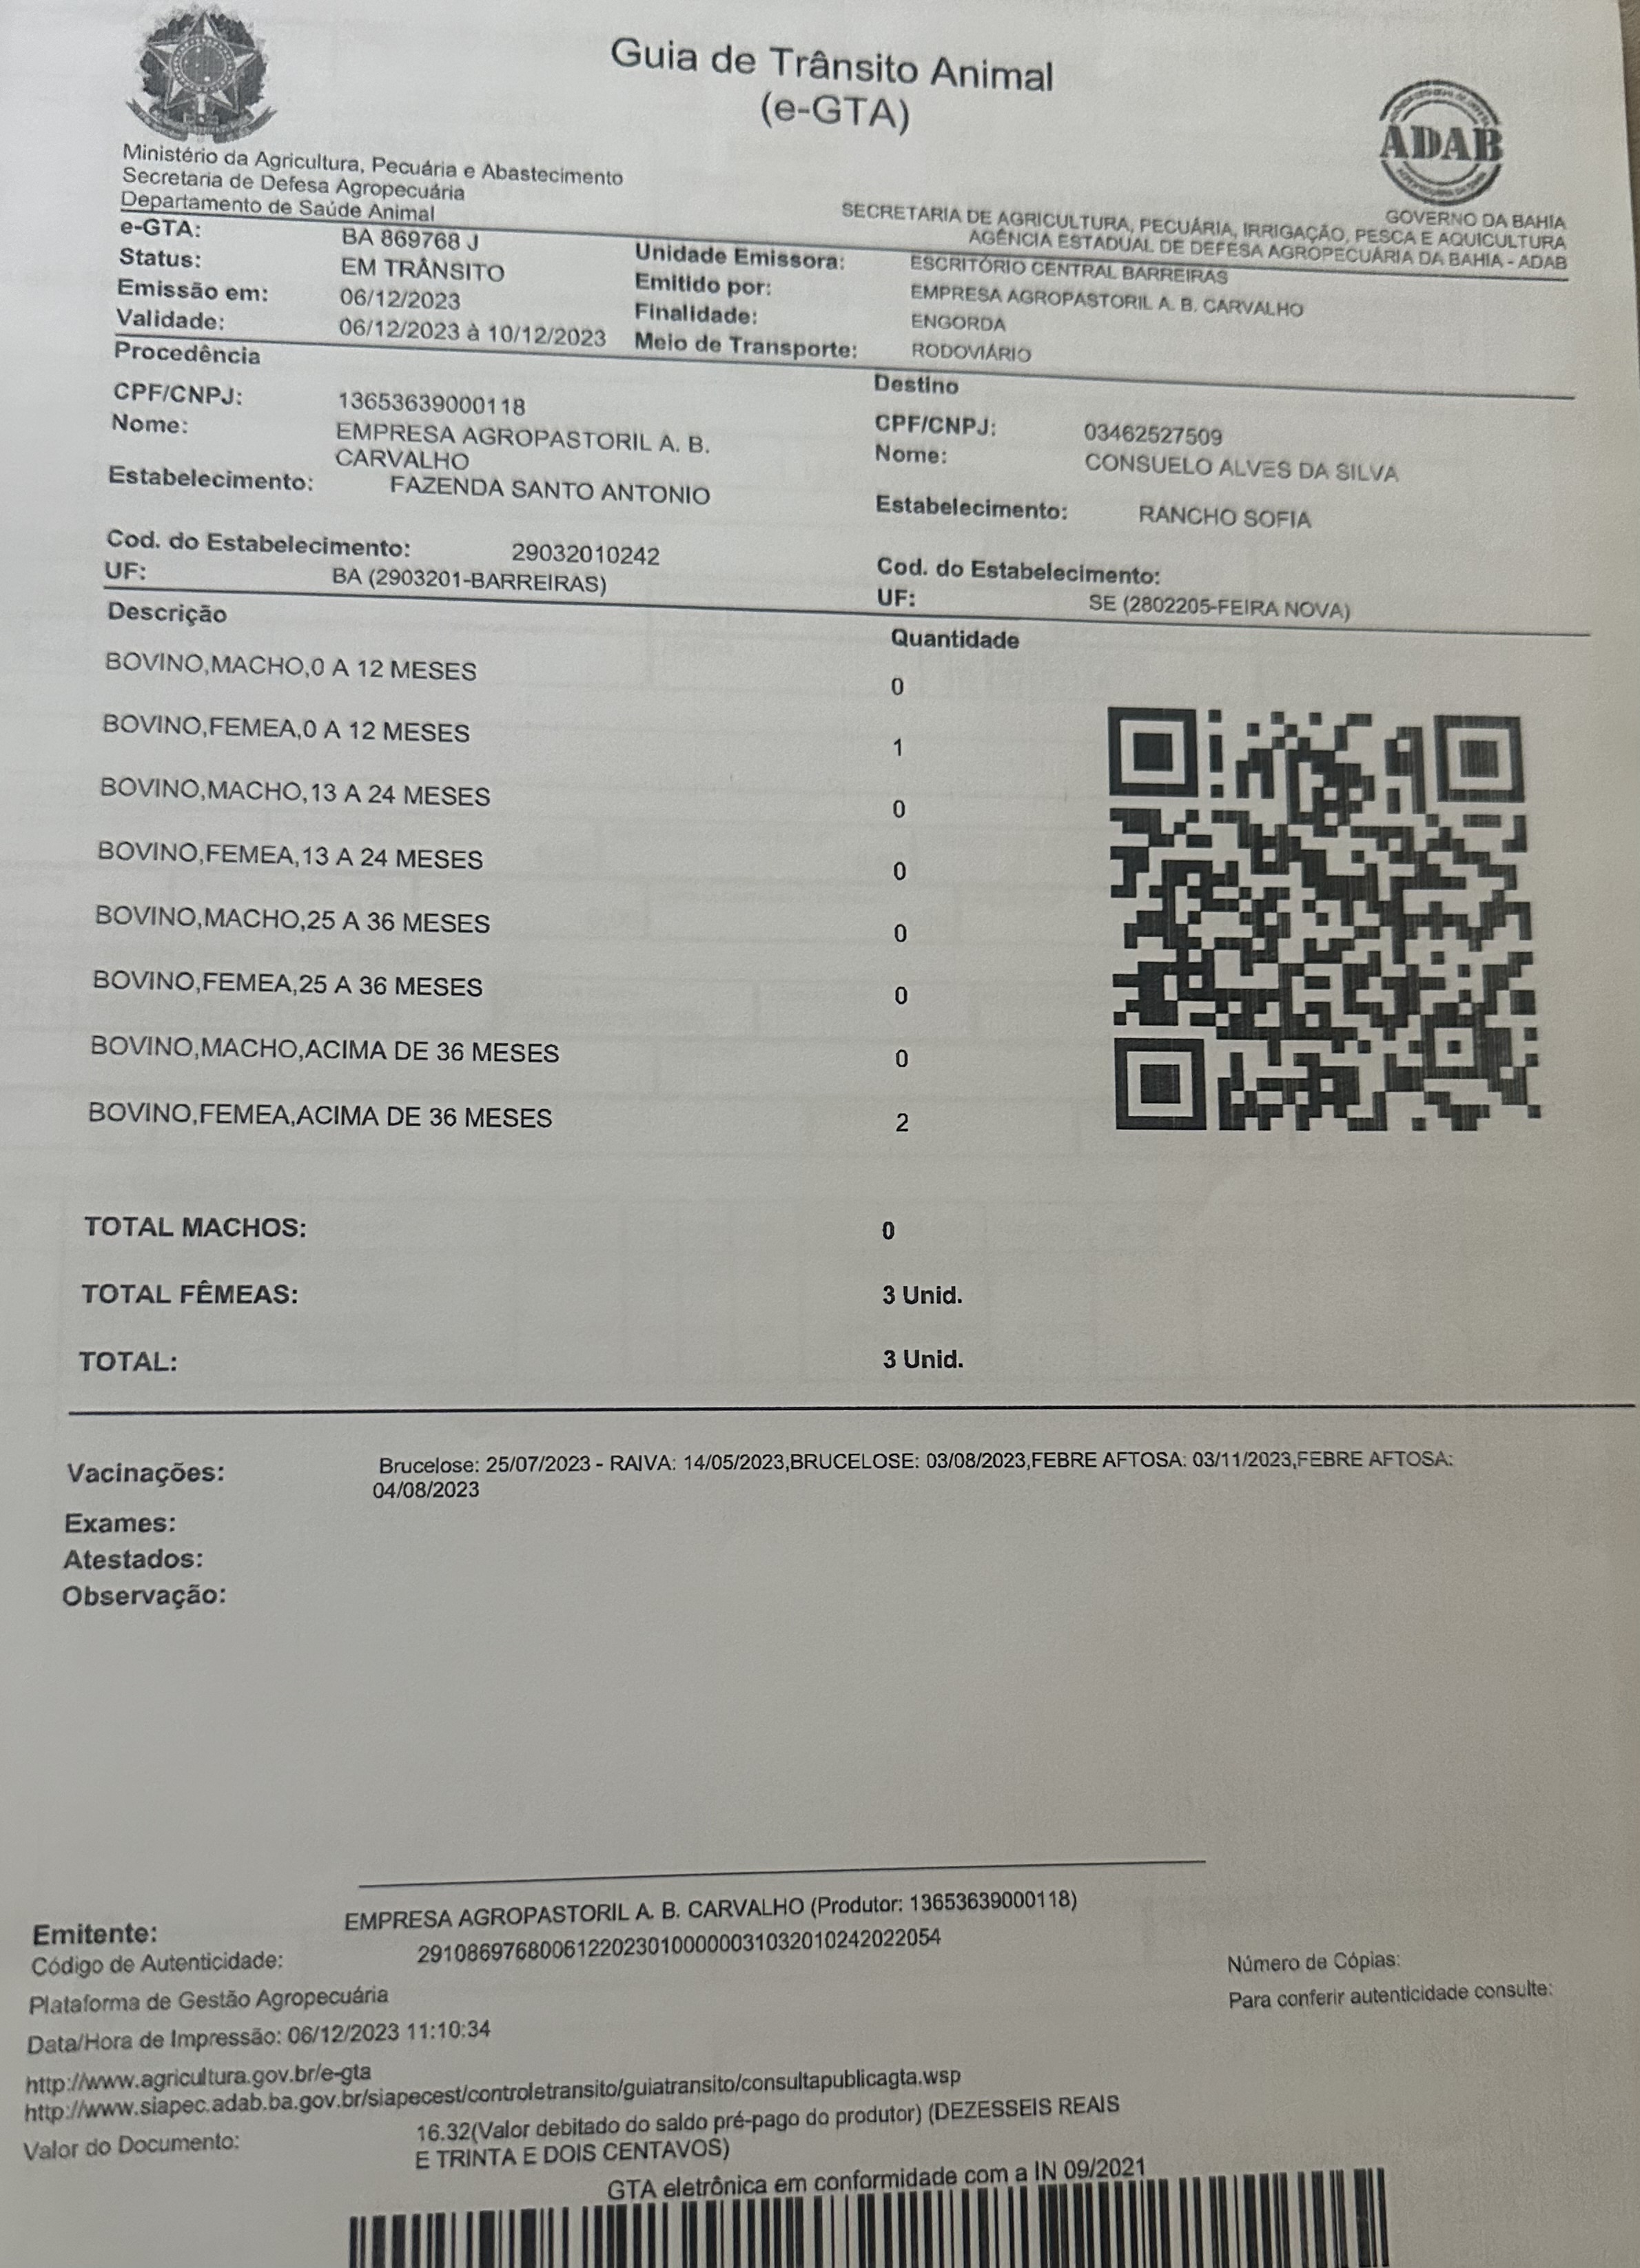 Guia de Trânsito Animal
(e-GTA)
ADAB
Ministério da Agricultura, Pecuária e Abastecimento
Secretaria de Defesa Agropecuária
Departamento de Saúde Animal
GOVERNO DA BAHIA
SECRETARIA DE AGRICULTURA, PECUÁRIA, IRRIGAÇÃO, PESCA E AQUICULTURA
AGÊNCIA ESTADUAL DE DEFESA AGROPECUÁRIA DA BAHIA - ADAB
e-GTA: BA 869768 J
Status: EM TRÂNSITO
Emissão em: 06/12/2023
Validade: 06/12/2023 à 10/12/2023
Unidade Emissora: ESCRITÓRIO CENTRAL BARREIRAS
Emitido por: EMPRESA AGROPASTORIL A. B. CARVALHO
Finalidade: ENGORDA
Meio de Transporte: RODOVIÁRIO
Procedência
CPF/CNPJ: 13653639000118
Nome: EMPRESA AGROPASTORIL A. B.
CARVALHO
Estabelecimento: FAZENDA SANTO ANTONIO
Cod. do Estabelecimento: 29032010242
UF: BA (2903201-BARREIRAS)
Destino
CPF/CNPJ: 03462527509
Nome: CONSUELO ALVES DA SILVA
Estabelecimento: RANCHO SOFIA
Cod. do Estabelecimento:
UF: SE (2802205-FEIRA NOVA)
Descrição Quantidade
BOVINO,MACHO,0 A 12 MESES 0
BOVINO,FEMEA,0 A 12 MESES 1
BOVINO,MACHO,13 A 24 MESES 0
BOVINO,FEMEA,13 A 24 MESES 0
BOVINO,MACHO,25 A 36 MESES 0
BOVINO,FEMEA,25 A 36 MESES 0
BOVINO,MACHO,ACIMA DE 36 MESES 0
BOVINO,FEMEA,ACIMA DE 36 MESES 2
TOTAL MACHOS: 0
TOTAL FÊMEAS: 3 Unid.
TOTAL: 3 Unid.
Vacinações: Brucelose: 25/07/2023 - RAIVA: 14/05/2023,BRUCELOSE: 03/08/2023,FEBRE AFTOSA: 03/11/2023,FEBRE AFTOSA:
04/08/2023
Exames:
Atestados:
Observação:
Emitente: EMPRESA AGROPASTORIL A. B. CARVALHO (Produtor: 13653639000118)
Código de Autenticidade: 29108697680061220230100000031032010242022054
Número de Cópias:
Plataforma de Gestão Agropecuária
Para conferir autenticidade consulte:
Data/Hora de Impressão: 06/12/2023 11:10:34
http://www.agricultura.gov.br/e-gta
http://www.siapec.adab.ba.gov.br/siapecest/controletransito/guiatransito/consultapublicagta.wsp
Valor do Documento: 16.32(Valor debitado do saldo pré-pago do produtor) (DEZESSEIS REAIS
E TRINTA E DOIS CENTAVOS)
GTA eletrônica em conformidade com a IN 09/2021